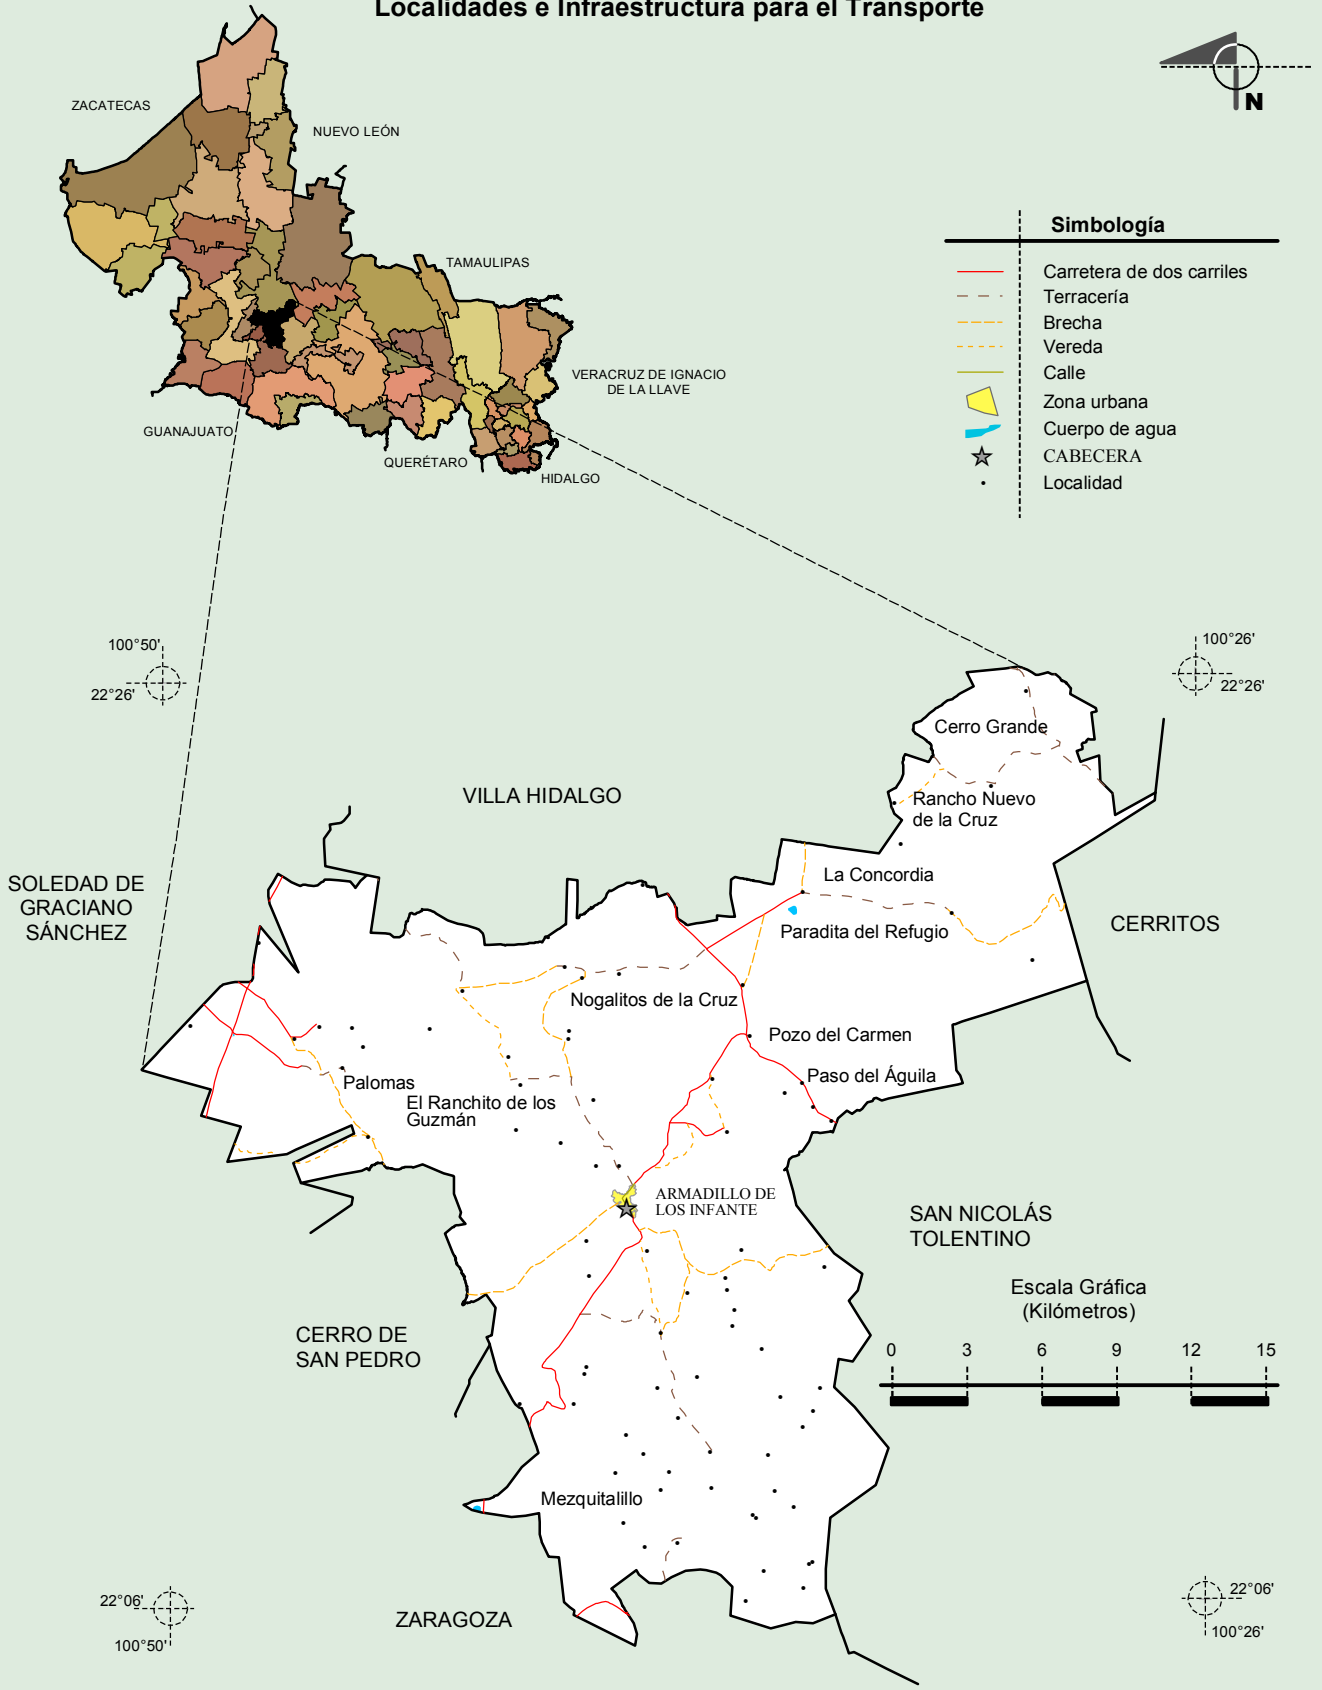 Localidades e Infraestructura para el Transporte
N
ZACATECAS
NUEVO LEÓN
TAMAULIPAS
VERACRUZ DE IGNACIO
DE LA LLAVE
GUANAJUATO
QUERÉTARO
HIDALGO
Simbología
Carretera de dos carriles
Terracería
Brecha
Vereda
Calle
Zona urbana
Cuerpo de agua
CABECERA
Localidad
100°50'
22°26'
100°26'
22°26'
Cerro Grande
VILLA HIDALGO
Rancho Nuevo
de la Cruz
SOLEDAD DE
GRACIANO
SÁNCHEZ
La Concordia
CERRITOS
Paradita del Refugio
Nogalitos de la Cruz
Pozo del Carmen
Palomas
Paso del Águila
El Ranchito de los
Guzmán
ARMADILLO DE
LOS INFANTE
SAN NICOLÁS
TOLENTINO
Escala Gráfica
(Kilómetros)
0 3 6 9 12 15
CERRO DE
SAN PEDRO
Mezquitalillo
22°06'
100°50'
ZARAGOZA
22°06'
100°26'